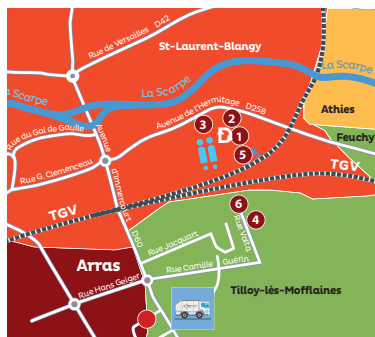 Rue de Versailles D42
St-Laurent-Blangy
La Scarpe
La Scarpe
La Scarpe
Athies
Feuchy
Avenue de l'Hermitage D258
3
2
Đ
1
5
Rue du Gal de Gaulle
Avenue
d'Immercourt
D60
Rue G. Clemenceau
TGV
TGV
6
4
Rue Volta
Rue Jacquart
Rue Camille Guérin
Arras
Rue Hans Geiger
Tilloy-lès-Mofflaines